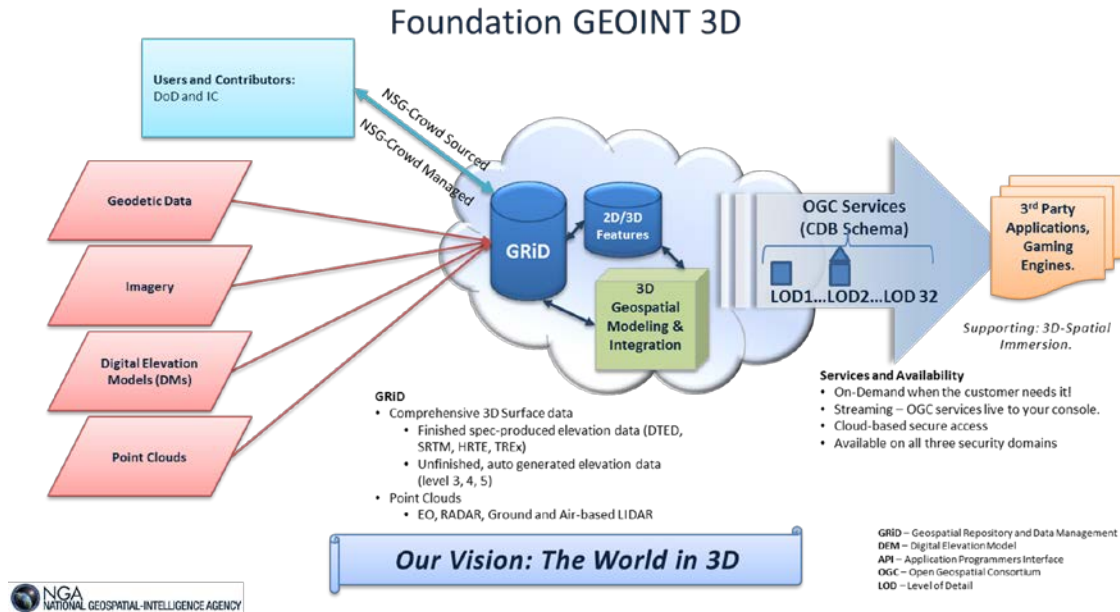 Foundation GEOINT 3D
Users and Contributors:
DoD and IC
NSG-Crowd Sourced
NSG-Crowd Managed
Geodetic Data
Imagery
Digital Elevation
Models (DMs)
Point Clouds
GRiD
2D/3D
Features
3D
Geospatial
Modeling &
Integration
OGC Services
(CDB Schema)
LOD1...LOD2...LOD 32
3rd Party
Applications,
Gaming
Engines.
Supporting: 3D-Spatial
Immersion.
GRID
• Comprehensive 3D Surface data
• Finished spec-produced elevation data (DTED,
SRTM, HRTE, TREx)
• Unfinished, auto generated elevation data
(level 3, 4, 5)
• Point Clouds
• EO, RADAR, Ground and Air-based LIDAR
Services and Availability
• On-Demand when the customer needs it!
• Streaming – OGC services live to your console.
• Cloud-based secure access
• Available on all three security domains
Our Vision: The World in 3D
GRiD – Geospatial Repository and Data Management
DEM – Digital Elevation Model
API – Application Programmers Interface
OGC – Open Geospatial Consortium
LOD – Level of Detail
NGA
NATIONAL GEOSPATIAL-INTELLIGENCE AGENCY